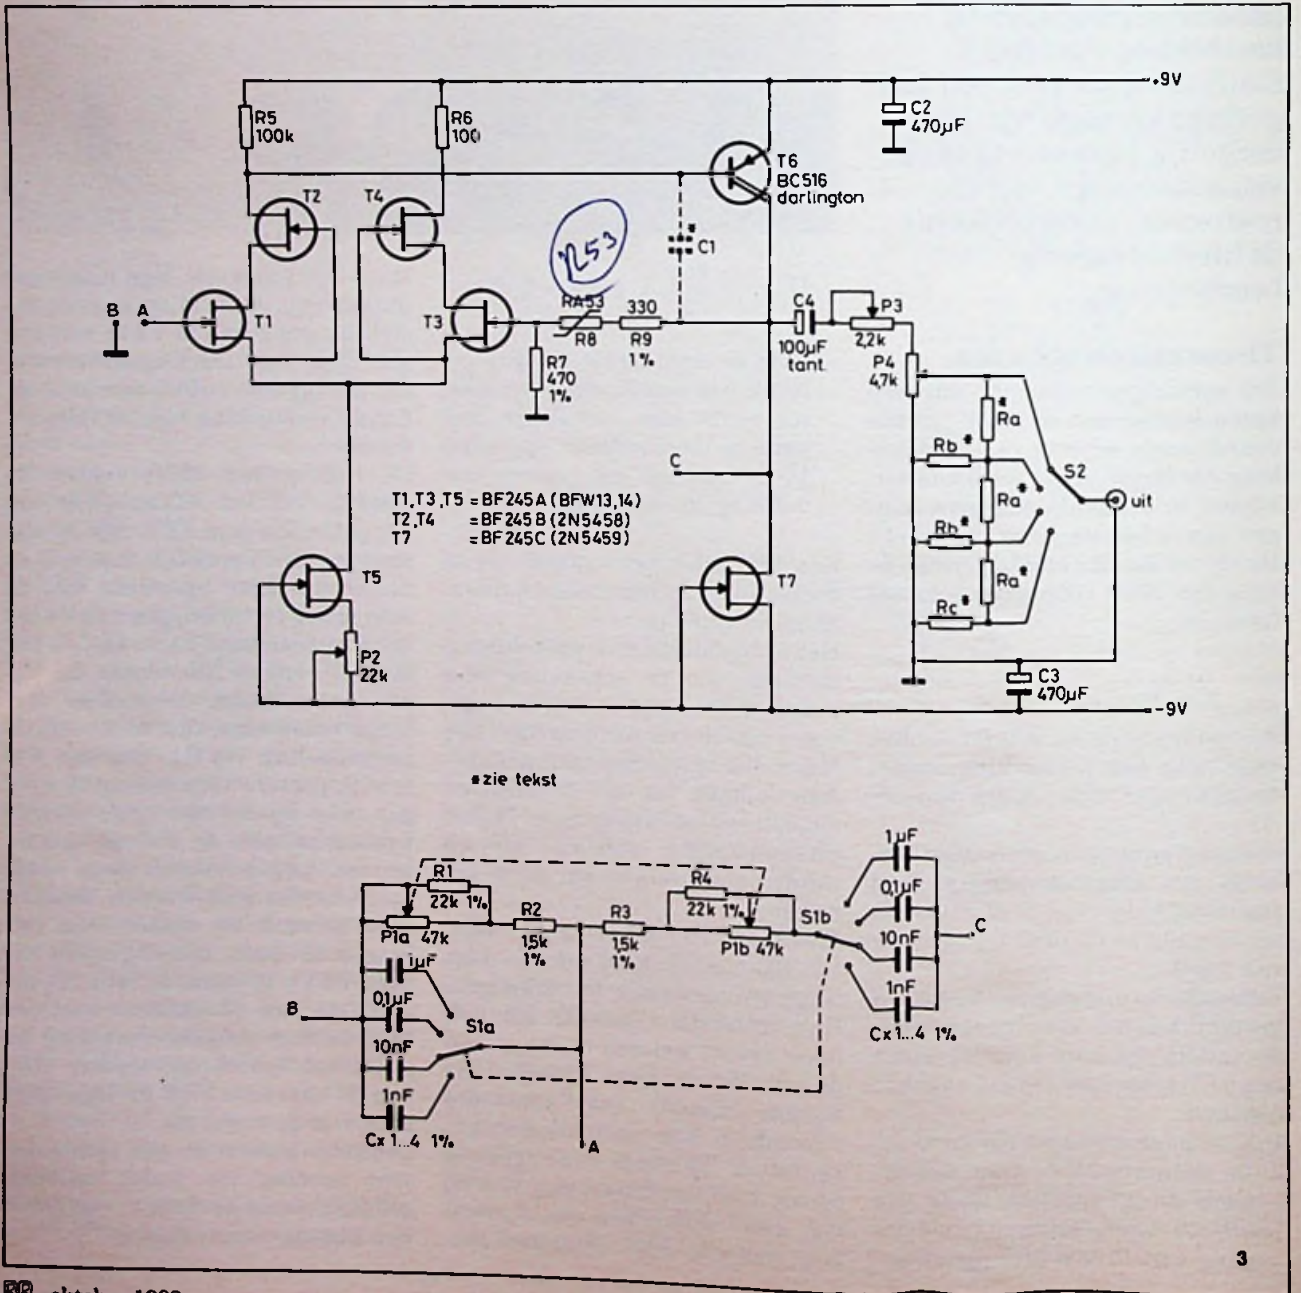 +9V
R5
100k
R6
100
C2
470µF
T6
BC516
darlington
T2
T4
R53
*
C1
B A
T1
T3
RA53
R8
330
R9
1%
C4
100µF
tant.
P3
2,2k
R7
470
1%
P4
4,7k
*
Ra
Rb*
C
S2
Ra*
uit
T1,T3,T5 = BF245A (BFW13,14)
T2,T4 = BF245B (2N5458)
T7 = BF245C (2N5459)
Rb*
T5
T7
Ra*
Rc*
P2
22k
C3
470µF
-9V
*zie tekst
R1
22k 1%
P1a 47k
R2
1,5k
1%
R3
1,5k
1%
R4
22k 1%
P1b 47k
S1b
1µF
0,1µF
10nF
1nF
Cx 1...4 1%
C
B
1µF
0,1µF
10nF
1nF
Cx 1...4 1%
S1a
A
3